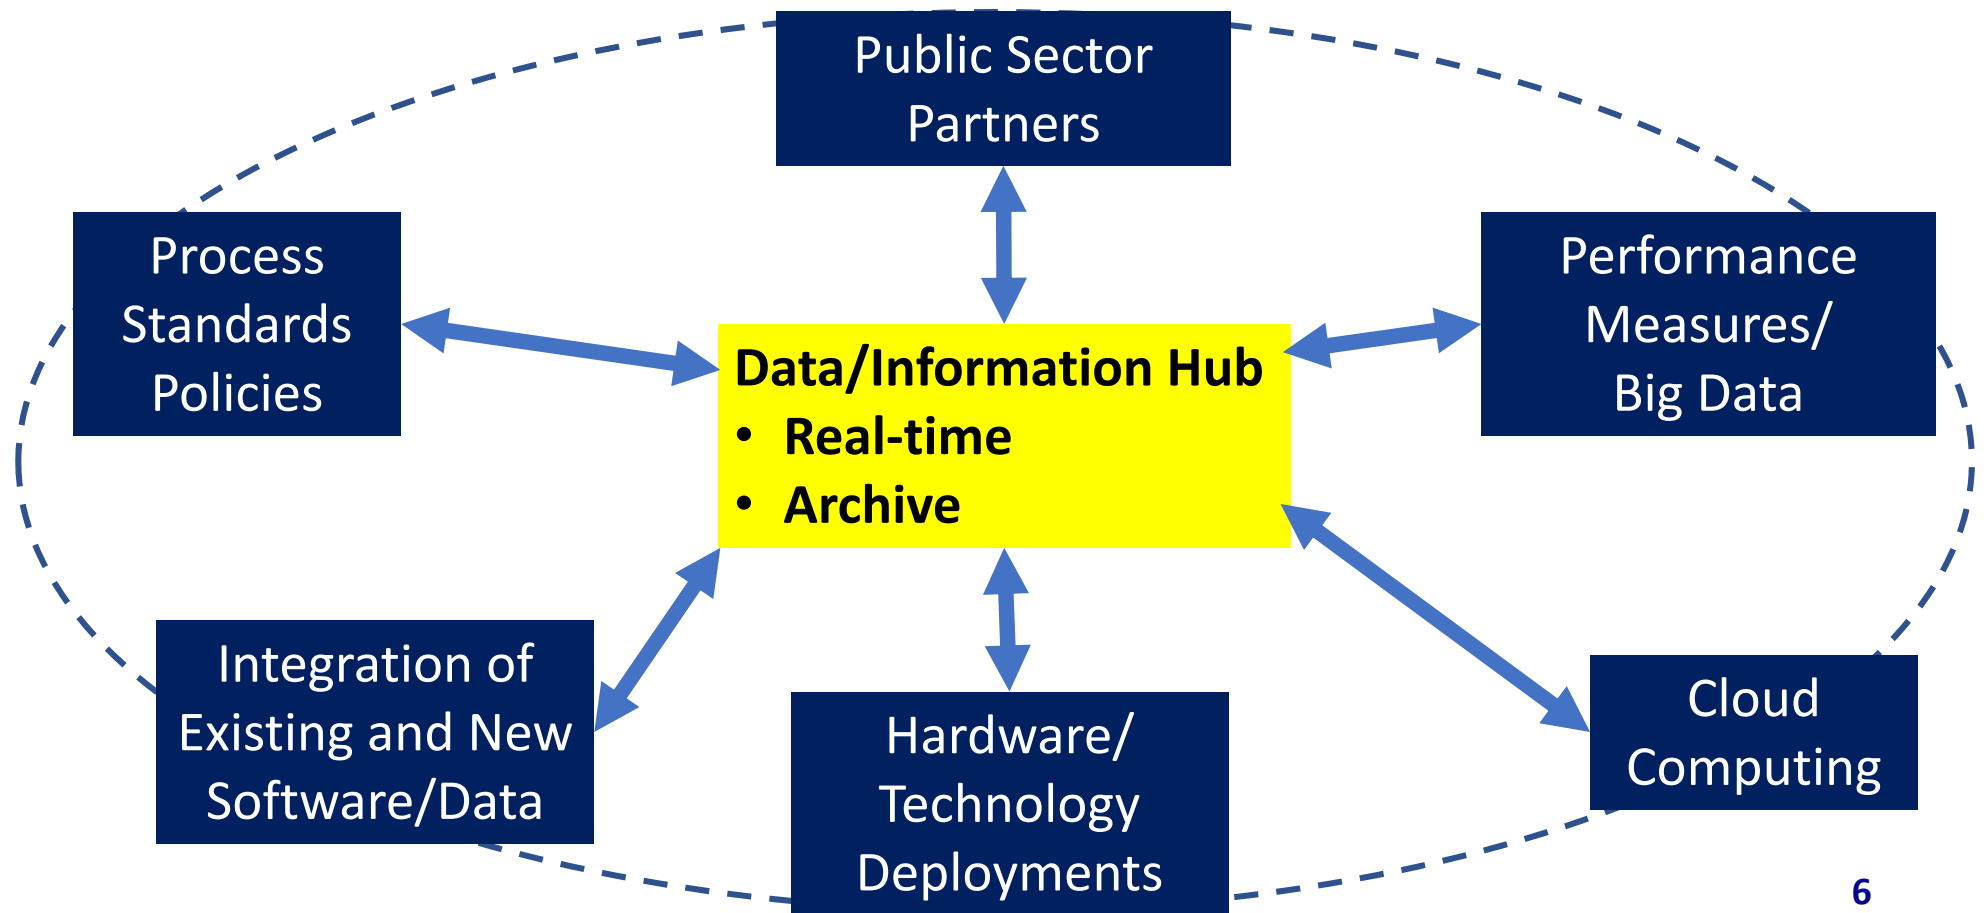 Public Sector
Partners
Process
Standards
Policies
Performance
Measures/
Big Data
Data/Information Hub
• Real-time
• Archive
Integration of
Existing and New
Software/Data
Hardware/
Technology
Deployments
Cloud
Computing
6